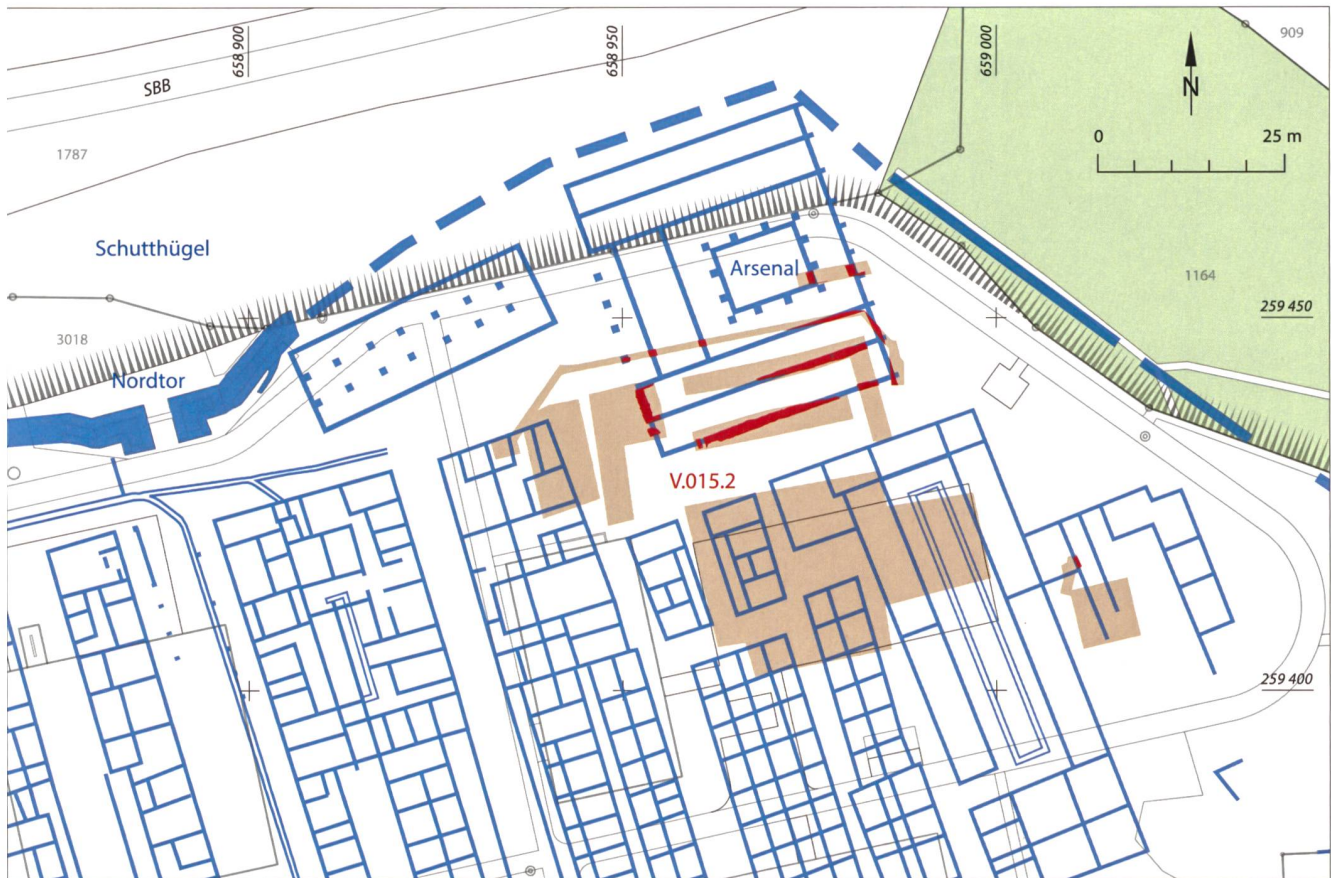 658 900
658 950
659 000
909
SBB
N
0
25 m
1787
Schutthügel
Arsenal
1164
259 450
3018
Nordtor
V.015.2
259 400